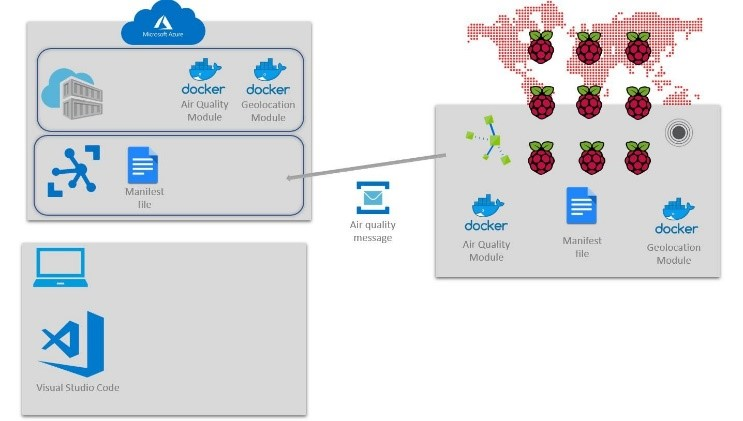 Microsoft Azure
docker
docker
Air Quality
Module
Geolocation
Module
Manifest
file
Air quality
message
docker
Air Quality
Module
Manifest
file
docker
Geolocation
Module
Visual Studio Code